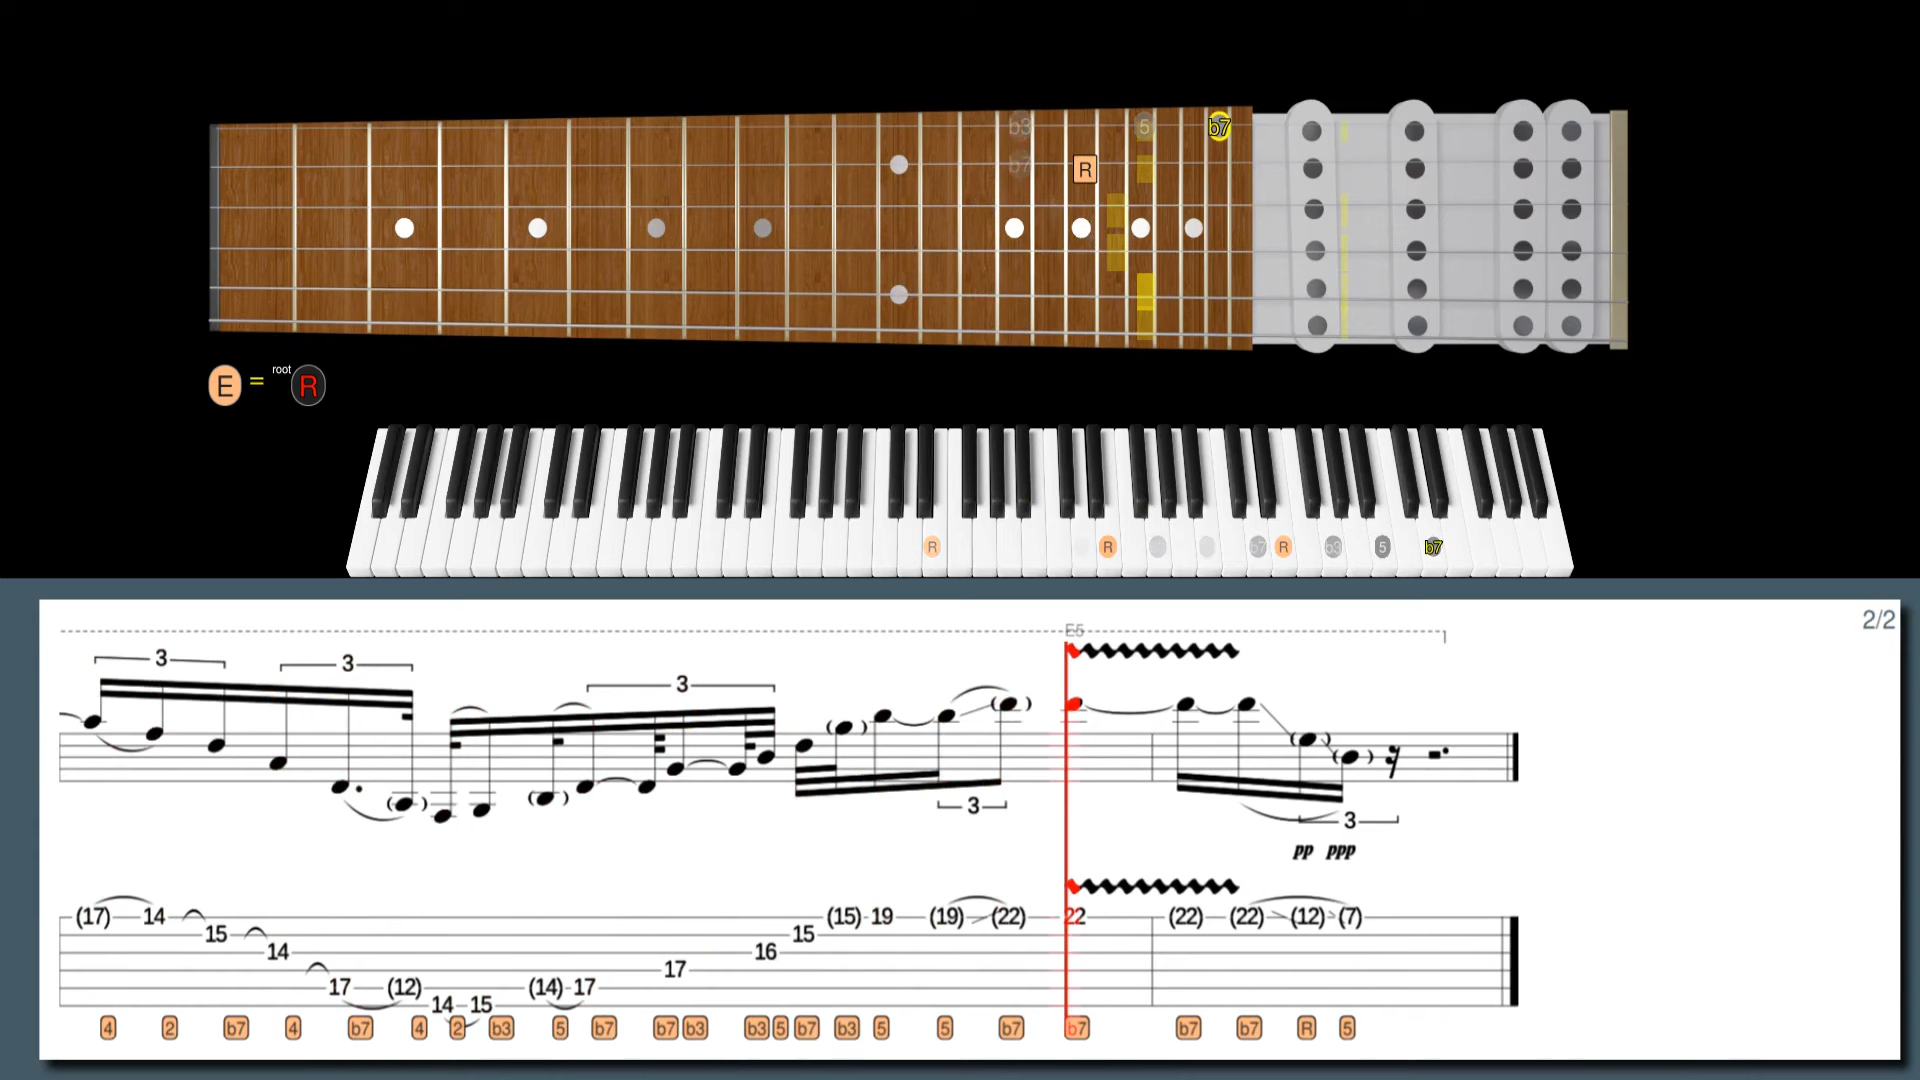 b3 5 b7
b7 R
E = root R
R R b7 R b3 5 b7
2/2
E5
3 3 3
( ) ( ) ( ) ( ) ( ) ( )
3 3
pp ppp
(17) 14 (15) 19 (19) (22) 22 (22) (22) (12) (7)
15 15
14 16
17
17 (12) (14) 17
14 15
4 2 b7 4 b7 4 2 b3 5 b7 b7 b3 b3 5 b7 b3 5 5 b7 b7 b7 b7 R 5